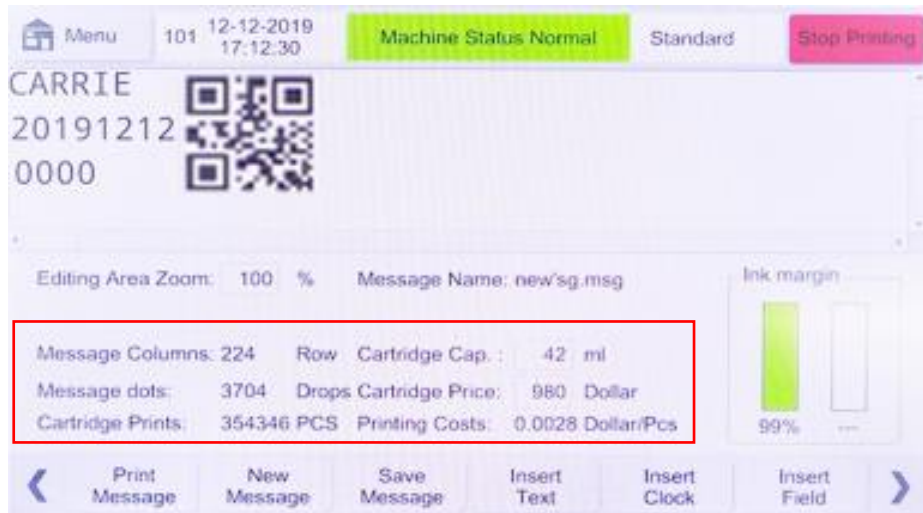 Menu 101 12-12-2019 17:12:30 Machine Status Normal Standard Stop Printing
CARRIE
20191212
0000
Editing Area Zoom: 100 % Message Name: new'sg.msg Ink margin
Message Columns: 224 Row Cartridge Cap. : 42 ml
Message dots: 3704 Drops Cartridge Price: 980 Dollar
Cartridge Prints: 354346 PCS Printing Costs: 0.0028 Dollar/Pcs
99% ---
Print Message New Message Save Message Insert Text Insert Clock Insert Field